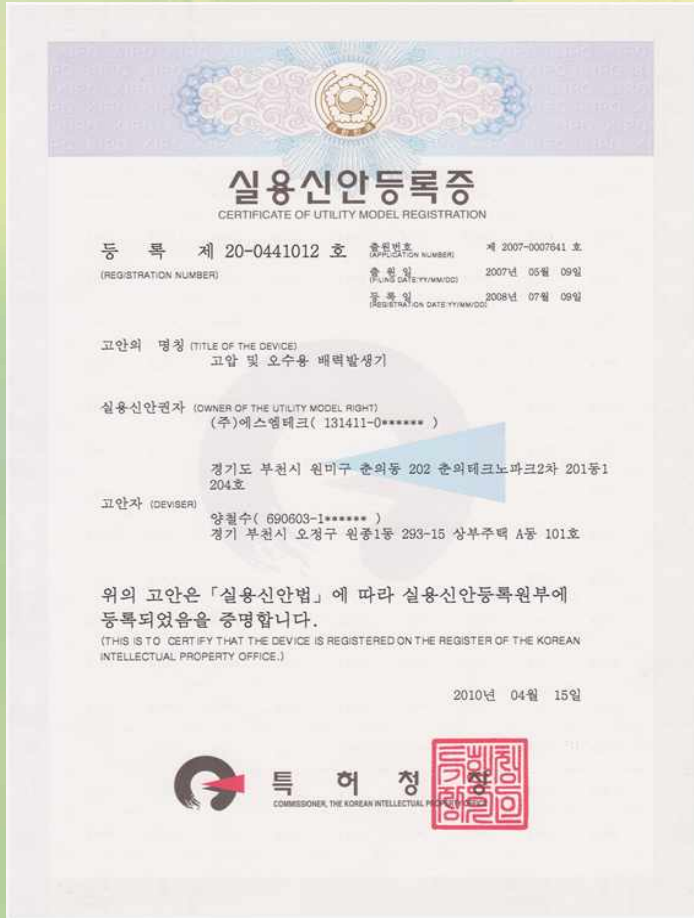 실용신안등록증
CERTIFICATE OF UTILITY MODEL REGISTRATION
등 록 제 20-0441012 호
(REGISTRATION NUMBER)
출원번호 제 2007-0007641 호
(APPLICATION NUMBER)
출 원 일 2007년 05월 09일
(FILING DATE:YY/MM/DD)
등 록 일 2008년 07월 09일
(REGISTRATION DATE:YY/MM/DD)
고안의 명칭 (TITLE OF THE DEVICE)
고압 및 오수용 배력발생기
실용신안권자 (OWNER OF THE UTILITY MODEL RIGHT)
(주)에스엠테크( 131411-0****** )
경기도 부천시 원미구 춘의동 202 춘의테크노파크2차 201동1
204호
고안자 (DEVISER)
양철수( 690603-1****** )
경기 부천시 오정구 원종1동 293-15 상부주택 A동 101호
위의 고안은 「실용신안법」에 따라 실용신안등록원부에
등록되었음을 증명합니다.
(THIS IS TO CERTIFY THAT THE DEVICE IS REGISTERED ON THE REGISTER OF THE KOREAN
INTELLECTUAL PROPERTY OFFICE.)
2010년 04월 15일
특 허 청 장
COMMISSIONER, THE KOREAN INTELLECTUAL PROPERTY OFFICE